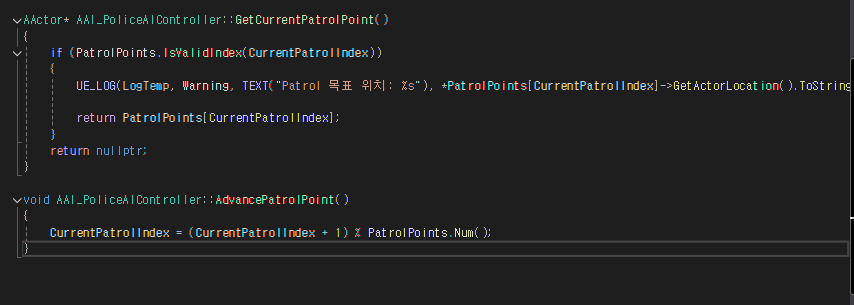 AActor* AAI_PoliceAIController::GetCurrentPatrolPoint()
{
if (PatrolPoints.IsValidIndex(CurrentPatrolIndex))
{
UE_LOG(LogTemp, Warning, TEXT("Patrol 목표 위치: %s"), *PatrolPoints[CurrentPatrolIndex]->GetActorLocation().ToString
return PatrolPoints[CurrentPatrolIndex];
}
return nullptr;
}
void AAI_PoliceAIController::AdvancePatrolPoint()
{
CurrentPatrolIndex = (CurrentPatrolIndex + 1) % PatrolPoints.Num();
}